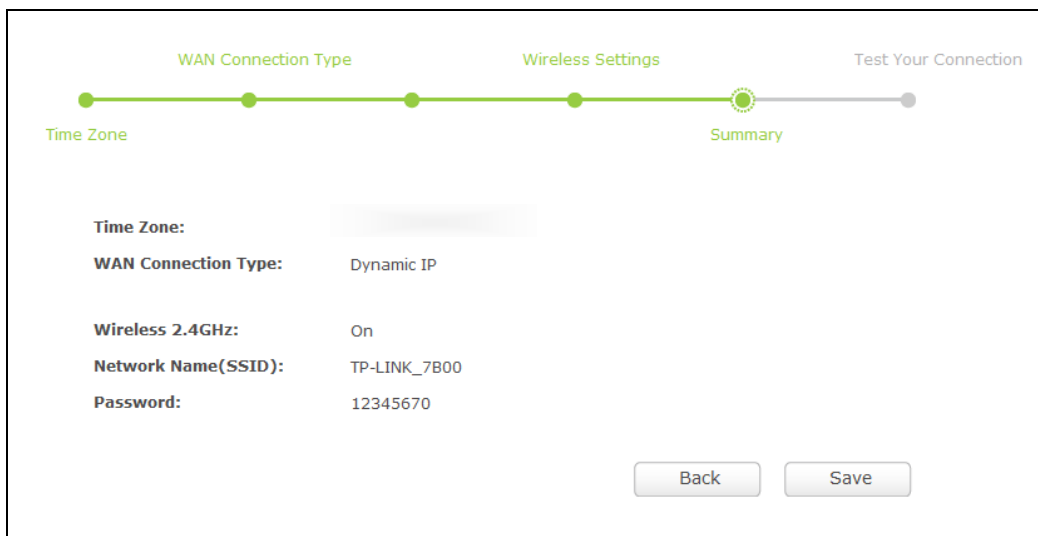 WAN Connection Type Wireless Settings Test Your Connection
Time Zone Summary
Time Zone:
WAN Connection Type: Dynamic IP
Wireless 2.4GHz: On
Network Name(SSID): TP-LINK_7B00
Password: 12345670
Back Save